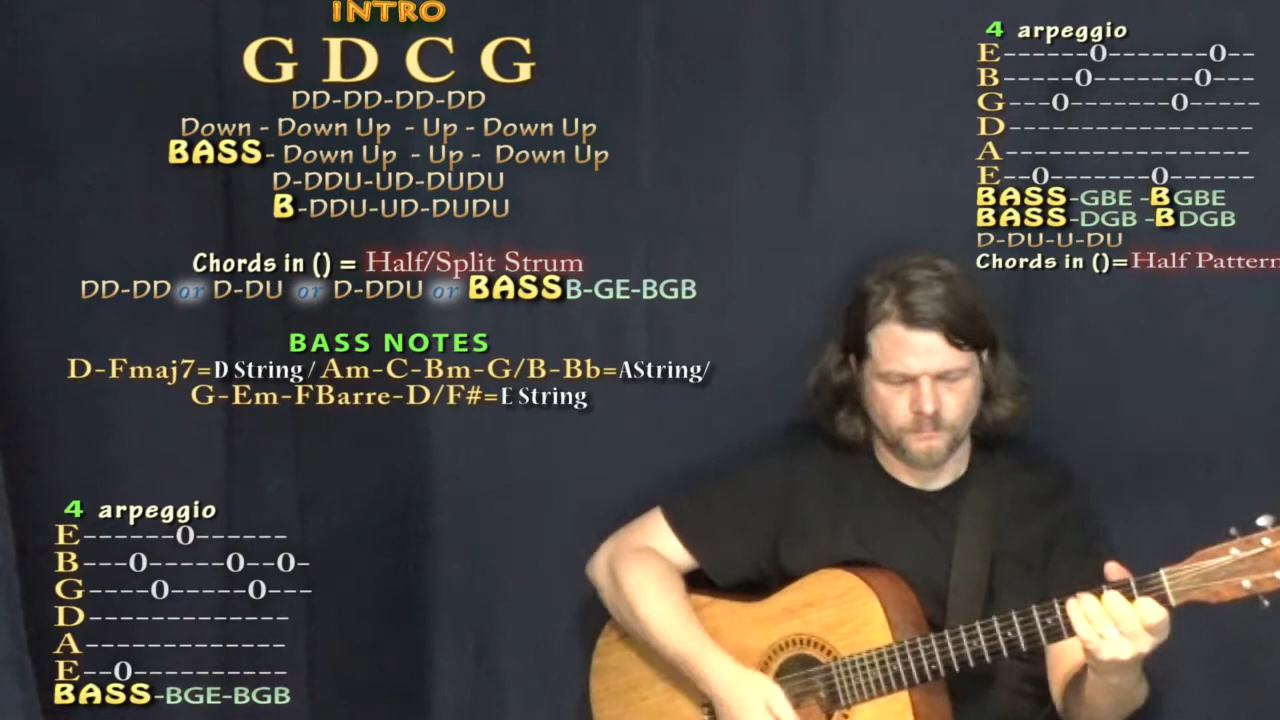 INTRO
G D C G
DD-DD-DD-DD
Down - Down Up - Up - Down Up
BASS- Down Up - Up - Down Up
D-DDU-UD-DUDU
B-DDU-UD-DUDU
Chords in () = Half/Split Strum
DD-DD or D-DU or D-DDU or BASSB-GE-BGB
BASS NOTES
D-Fmaj7=D String / Am-C-Bm-G/B-Bb=AString/
G-Em-FBarre-D/F#=E String
4 arpeggio
E------0------
B---0-----0--0-
G----0-----0---
D-------------
A-------------
E--0----------
BASS-BGE-BGB
4 arpeggio
E-------0-------0--
B------0-------0---
G---0-------0-----
D------------------
A------------------
E--0-------0------
BASS-GBE -BGBE
BASS-DGB -BDGB
D-DU-U-DU
Chords in ()=Half Pattern